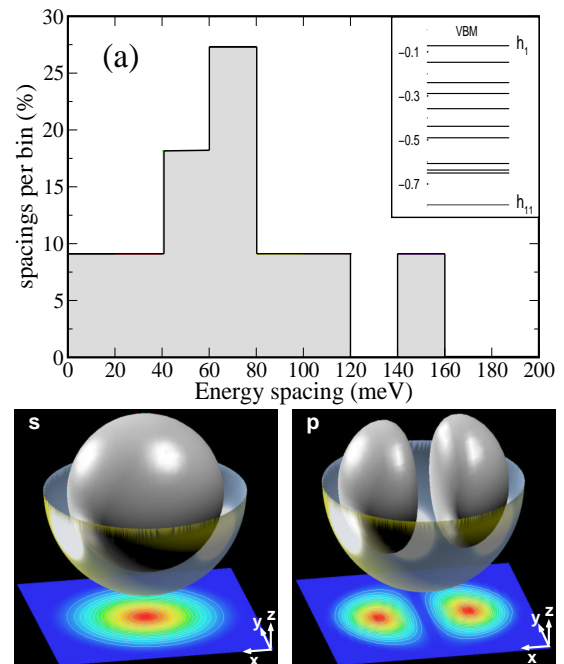 30
25
20
15
10
5
0
spacings per bin (%)
(a)
VBM
-0.1
-0.3
-0.5
-0.7
h1
h11
0 20 40 60 80 100 120 140 160 180 200
Energy spacing (meV)
s
z
y
x
p
z
y
x